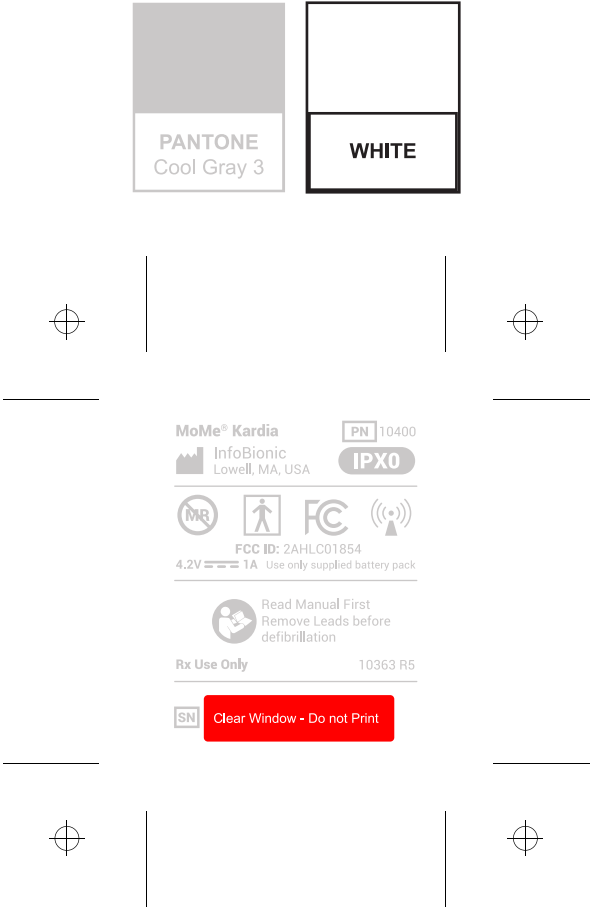 PANTONE
Cool Gray 3
WHITE
MoMe® Kardia
PN 10400
InfoBionic
Lowell, MA, USA
IPX0
MR
FC
FCC ID: 2AHLC01854
4.2V 1A Use only supplied battery pack
Read Manual First
Remove Leads before
defibrillation
Rx Use Only
10363 R5
SN
Clear Window - Do not Print